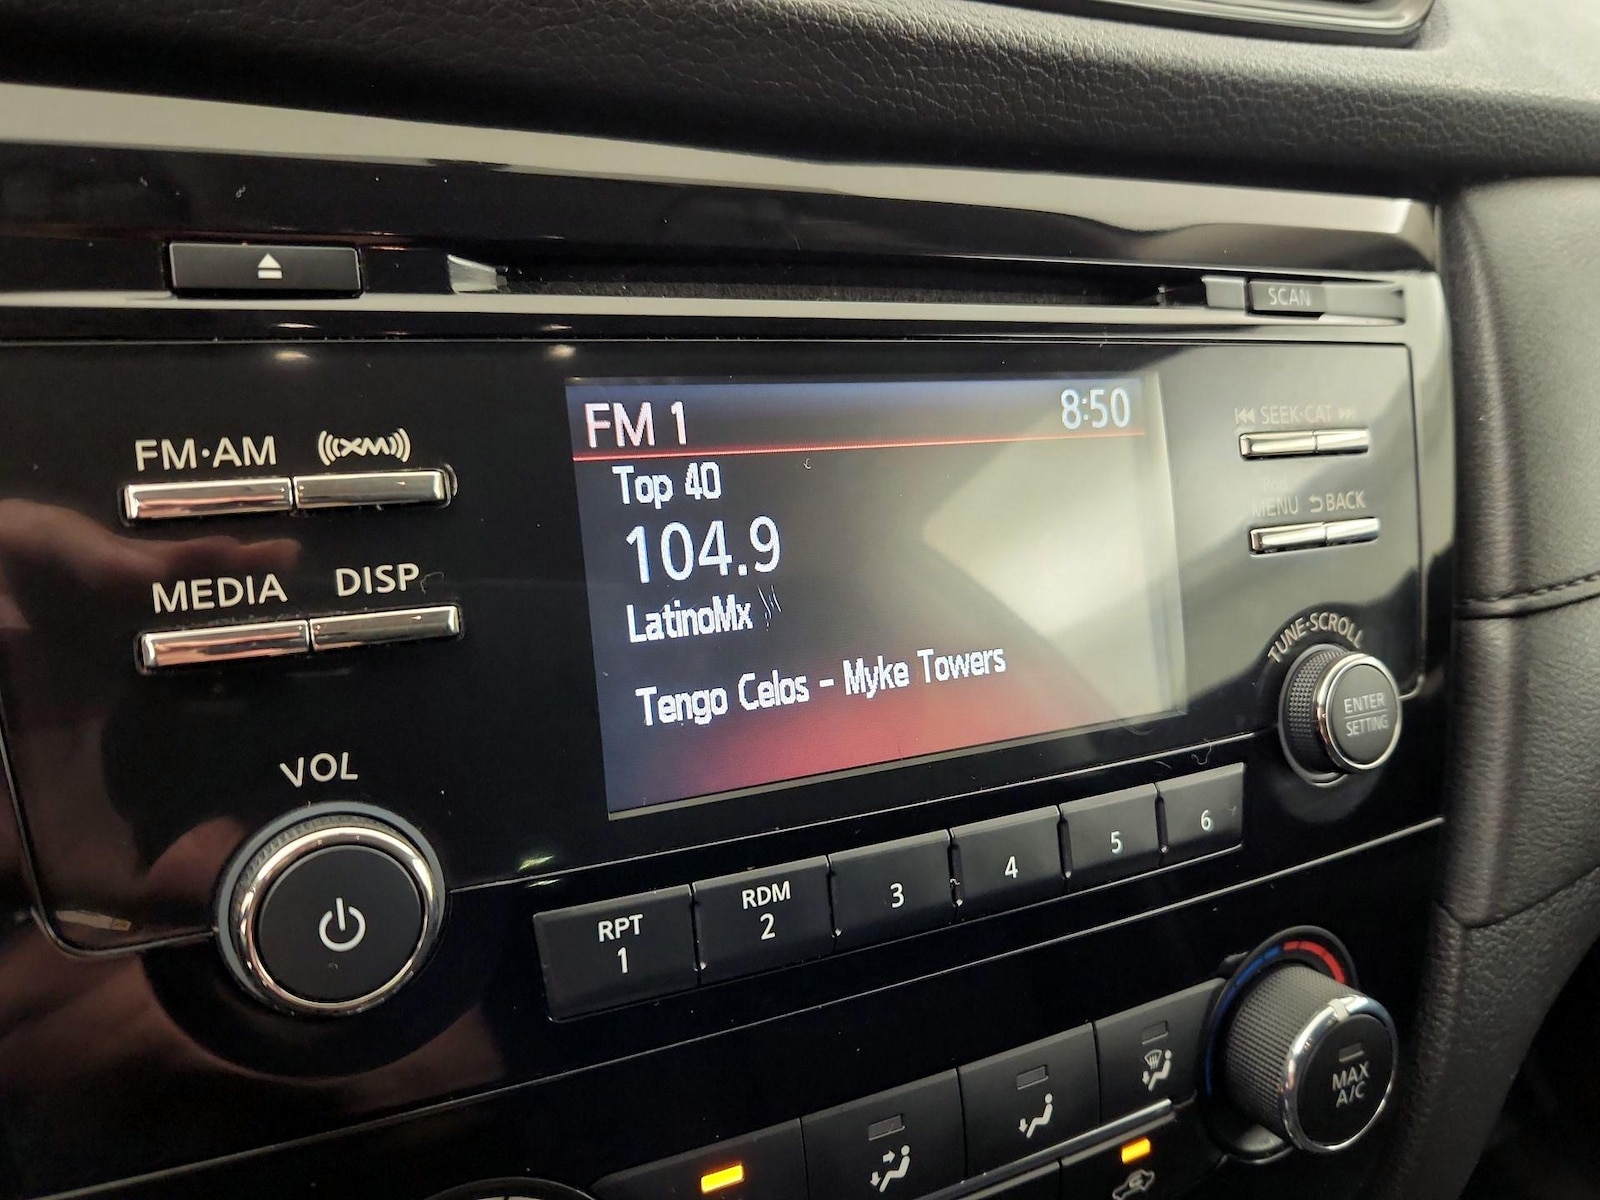 SCAN
FM 1 8:50
Top 40
104.9
LatinoMx
Tengo Celos - Myke Towers
FM·AM
((XM))
MEDIA
DISP
VOL
SEEK·CAT
MENU
BACK
TUNE·SCROLL
ENTER
SETTING
RPT
1
RDM
2
3
4
5
6
MAX
A/C